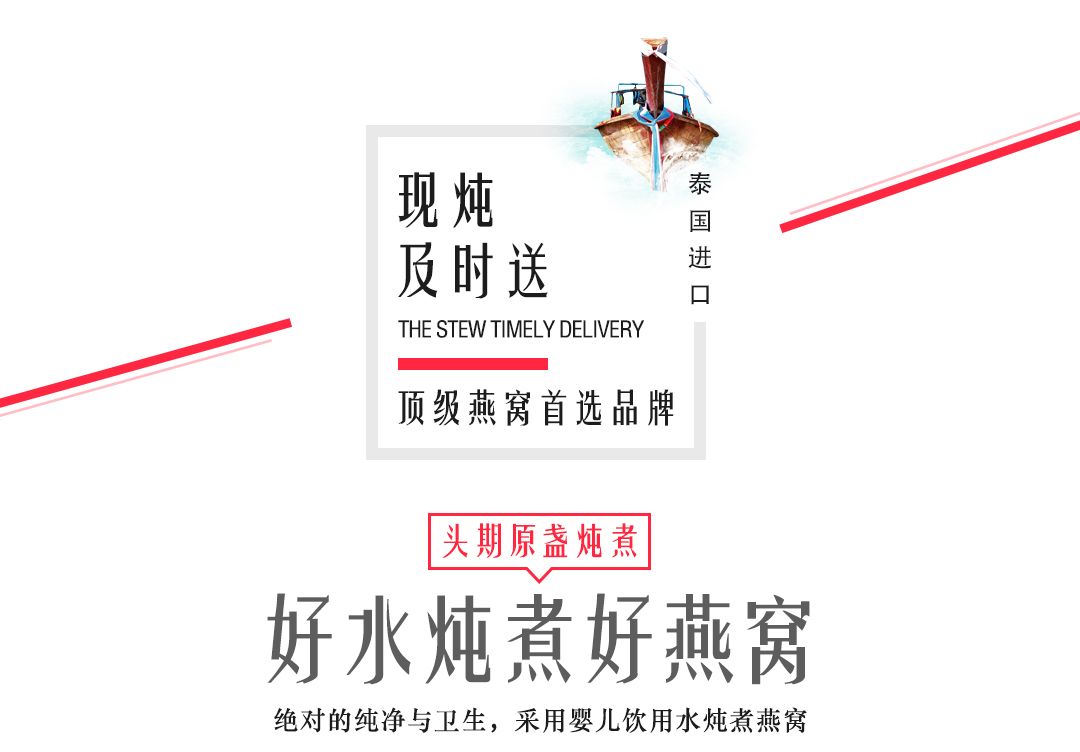 现炖
及时送
泰国进口
THE STEW TIMELY DELIVERY
顶级燕窝首选品牌
头期原盏炖煮
好水炖煮好燕窝
绝对的纯净与卫生，采用婴儿饮用水炖煮燕窝